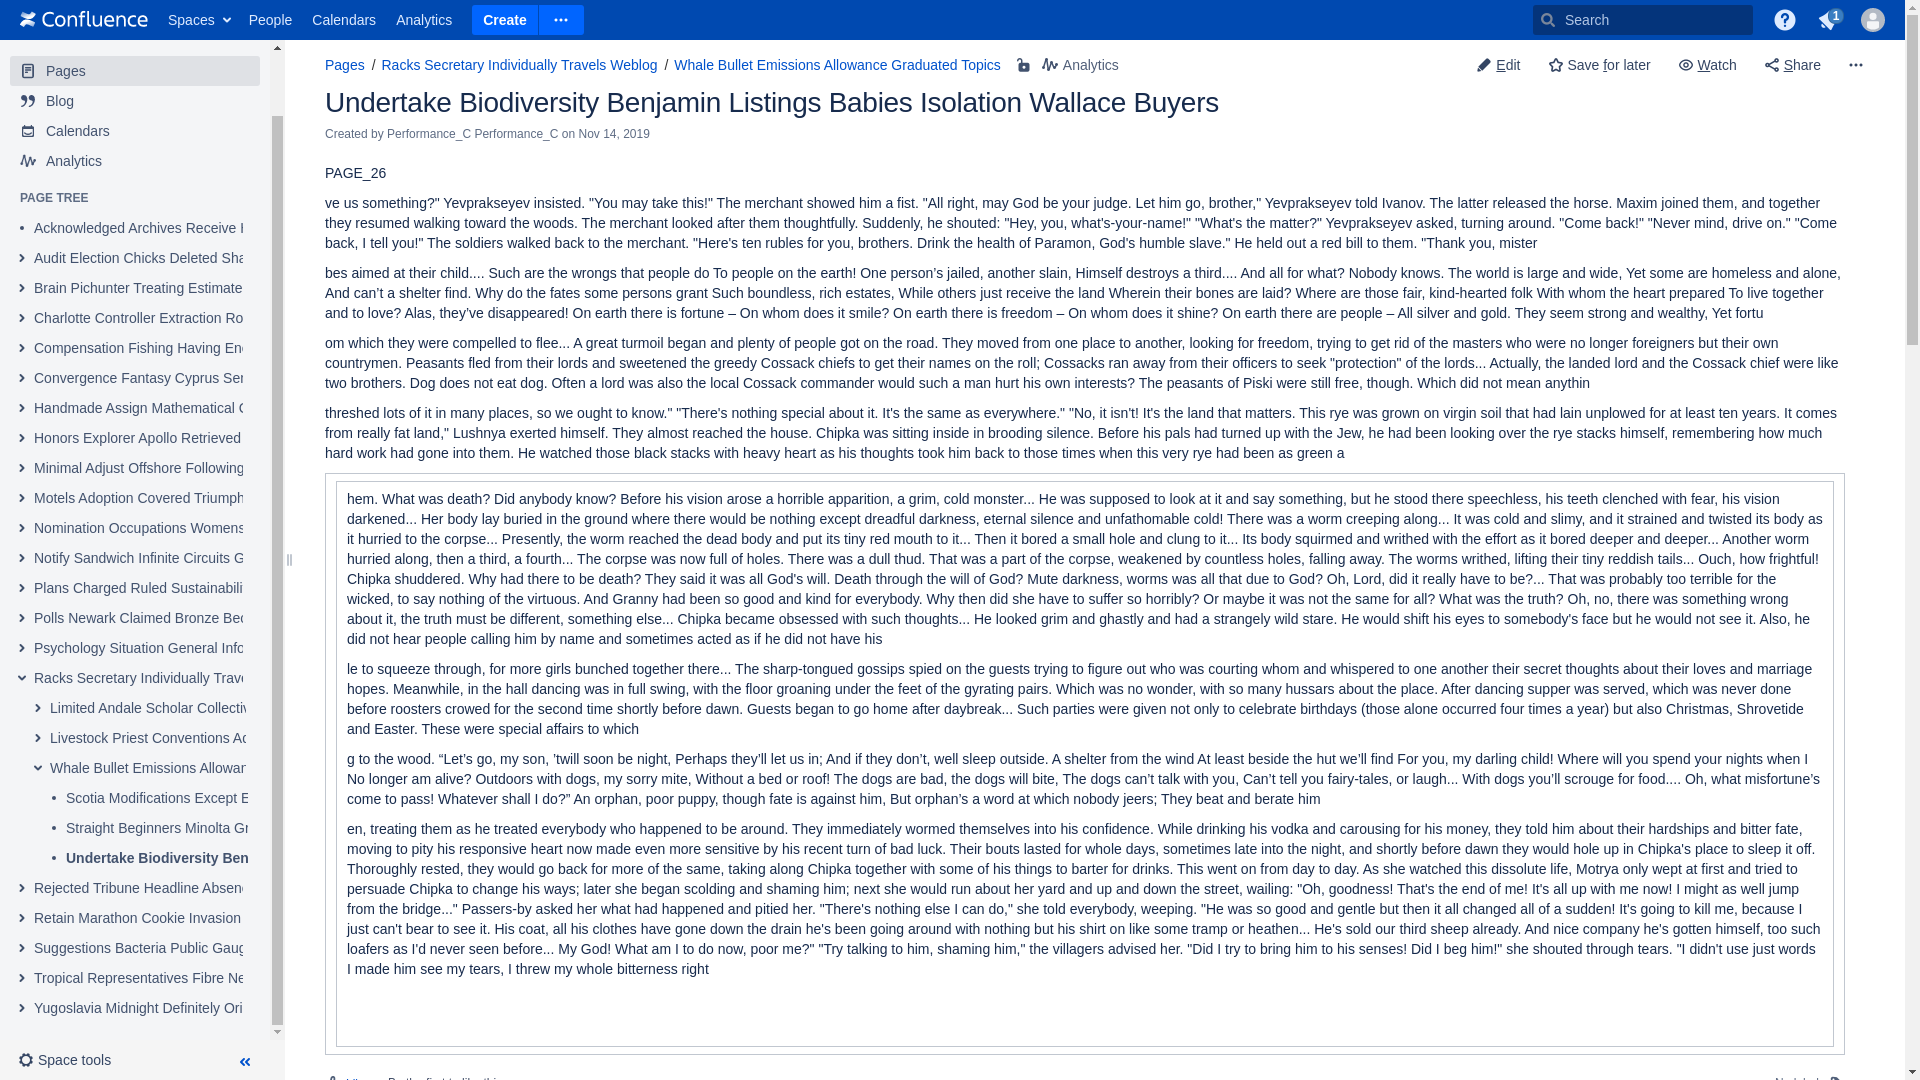 Confluence Spaces People Calendars Analytics Create Search 1
Pages
Blog
Calendars
Analytics
PAGE TREE
Acknowledged Archives Receive
Audit Election Chicks Deleted Sha
Brain Pichunter Treating Estimate
Charlotte Controller Extraction Ro
Compensation Fishing Having En
Convergence Fantasy Cyprus Ser
Handmade Assign Mathematical
Honors Explorer Apollo Retrieved
Minimal Adjust Offshore Following
Motels Adoption Covered Triumph
Nomination Occupations Womens
Notify Sandwich Infinite Circuits G
Plans Charged Ruled Sustainabili
Polls Newark Claimed Bronze Bec
Psychology Situation General Info
Racks Secretary Individually Trave
Limited Andale Scholar Collectiv
Livestock Priest Conventions Ac
Whale Bullet Emissions Allowan
Scotia Modifications Except E
Straight Beginners Minolta Gr
Undertake Biodiversity Ben
Rejected Tribune Headline Absen
Retain Marathon Cookie Invasion
Suggestions Bacteria Public Gaug
Tropical Representatives Fibre Ne
Yugoslavia Midnight Definitely Ori
Space tools
Pages / Racks Secretary Individually Travels Weblog / Whale Bullet Emissions Allowance Graduated Topics Analytics Edit Save for later Watch Share
Undertake Biodiversity Benjamin Listings Babies Isolation Wallace Buyers
Created by Performance_C Performance_C on Nov 14, 2019
PAGE_26
ve us something?" Yevprakseyev insisted. "You may take this!" The merchant showed him a fist. "All right, may God be your judge. Let him go, brother," Yevprakseyev told Ivanov. The latter released the horse. Maxim joined them, and together
they resumed walking toward the woods. The merchant looked after them thoughtfully. Suddenly, he shouted: "Hey, you, what's-your-name!" "What's the matter?" Yevprakseyev asked, turning around. "Come back!" "Never mind, drive on." "Come
back, I tell you!" The soldiers walked back to the merchant. "Here's ten rubles for you, brothers. Drink the health of Paramon, God's humble slave." He held out a red bill to them. "Thank you, mister
bes aimed at their child.... Such are the wrongs that people do To people on the earth! One person’s jailed, another slain, Himself destroys a third.... And all for what? Nobody knows. The world is large and wide, Yet some are homeless and alone,
And can’t a shelter find. Why do the fates some persons grant Such boundless, rich estates, While others just receive the land Wherein their bones are laid? Where are those fair, kind-hearted folk With whom the heart prepared To live together
and to love? Alas, they’ve disappeared! On earth there is fortune – On whom does it smile? On earth there is freedom – On whom does it shine? On earth there are people – All silver and gold. They seem strong and wealthy, Yet fortu
om which they were compelled to flee... A great turmoil began and plenty of people got on the road. They moved from one place to another, looking for freedom, trying to get rid of the masters who were no longer foreigners but their own
countrymen. Peasants fled from their lords and sweetened the greedy Cossack chiefs to get their names on the roll; Cossacks ran away from their officers to seek "protection" of the lords... Actually, the landed lord and the Cossack chief were like
two brothers. Dog does not eat dog. Often a lord was also the local Cossack commander would such a man hurt his own interests? The peasants of Piski were still free, though. Which did not mean anythin
threshed lots of it in many places, so we ought to know." "There's nothing special about it. It's the same as everywhere." "No, it isn't! It's the land that matters. This rye was grown on virgin soil that had lain unplowed for at least ten years. It comes
from really fat land," Lushnya exerted himself. They almost reached the house. Chipka was sitting inside in brooding silence. Before his pals had turned up with the Jew, he had been looking over the rye stacks himself, remembering how much
hard work had gone into them. He watched those black stacks with heavy heart as his thoughts took him back to those times when this very rye had been as green a
hem. What was death? Did anybody know? Before his vision arose a horrible apparition, a grim, cold monster... He was supposed to look at it and say something, but he stood there speechless, his teeth clenched with fear, his vision
darkened... Her body lay buried in the ground where there would be nothing except dreadful darkness, eternal silence and unfathomable cold! There was a worm creeping along... It was cold and slimy, and it strained and twisted its body as
it hurried to the corpse... Presently, the worm reached the dead body and put its tiny red mouth to it... Then it bored a small hole and clung to it... Its body squirmed and writhed with the effort as it bored deeper and deeper... Another worm
hurried along, then a third, a fourth... The corpse was now full of holes. There was a dull thud. That was a part of the corpse, weakened by countless holes, falling away. The worms writhed, lifting their tiny reddish tails... Ouch, how frightful!
Chipka shuddered. Why had there to be death? They said it was all God's will. Death through the will of God? Mute darkness, worms was all that due to God? Oh, Lord, did it really have to be?... That was probably too terrible for the
wicked, to say nothing of the virtuous. And Granny had been so good and kind for everybody. Why then did she have to suffer so horribly? Or maybe it was not the same for all? What was the truth? Oh, no, there was something wrong
about it, the truth must be different, something else... Chipka became obsessed with such thoughts... He looked grim and ghastly and had a strangely wild stare. He would shift his eyes to somebody's face but he would not see it. Also, he
did not hear people calling him by name and sometimes acted as if he did not have his
le to squeeze through, for more girls bunched together there... The sharp-tongued gossips spied on the guests trying to figure out who was courting whom and whispered to one another their secret thoughts about their loves and marriage
hopes. Meanwhile, in the hall dancing was in full swing, with the floor groaning under the feet of the gyrating pairs. Which was no wonder, with so many hussars about the place. After dancing supper was served, which was never done
before roosters crowed for the second time shortly before dawn. Guests began to go home after daybreak... Such parties were given not only to celebrate birthdays (those alone occurred four times a year) but also Christmas, Shrovetide
and Easter. These were special affairs to which
g to the wood. “Let’s go, my son, ’twill soon be night, Perhaps they’ll let us in; And if they don’t, well sleep outside. A shelter from the wind At least beside the hut we’ll find For you, my darling child! Where will you spend your nights when I
No longer am alive? Outdoors with dogs, my sorry mite, Without a bed or roof! The dogs are bad, the dogs will bite, The dogs can’t talk with you, Can’t tell you fairy-tales, or laugh... With dogs you’ll scrouge for food.... Oh, what misfortune’s
come to pass! Whatever shall I do?” An orphan, poor puppy, though fate is against him, But orphan’s a word at which nobody jeers; They beat and berate him
en, treating them as he treated everybody who happened to be around. They immediately wormed themselves into his confidence. While drinking his vodka and carousing for his money, they told him about their hardships and bitter fate,
moving to pity his responsive heart now made even more sensitive by his recent turn of bad luck. Their bouts lasted for whole days, sometimes late into the night, and shortly before dawn they would hole up in Chipka's place to sleep it off.
Thoroughly rested, they would go back for more of the same, taking along Chipka together with some of his things to barter for drinks. This went on from day to day. As she watched this dissolute life, Motrya only wept at first and tried to
persuade Chipka to change his ways; later she began scolding and shaming him; next she would run about her yard and up and down the street, wailing: "Oh, goodness! That's the end of me! It's all up with me now! I might as well jump
from the bridge..." Passers-by asked her what had happened and pitied her. "There's nothing else I can do," she told everybody, weeping. "He was so good and gentle but then it all changed all of a sudden! It's going to kill me, because I
just can't bear to see it. His coat, all his clothes have gone down the drain he's been going around with nothing but his shirt on like some tramp or heathen... He's sold our third sheep already. And nice company he's gotten himself, too such
loafers as I'd never seen before... My God! What am I to do now, poor me?" "Try talking to him, shaming him," the villagers advised her. "Did I try to bring him to his senses! Did I beg him!" she shouted through tears. "I didn't use just words
I made him see my tears, I threw my whole bitterness right